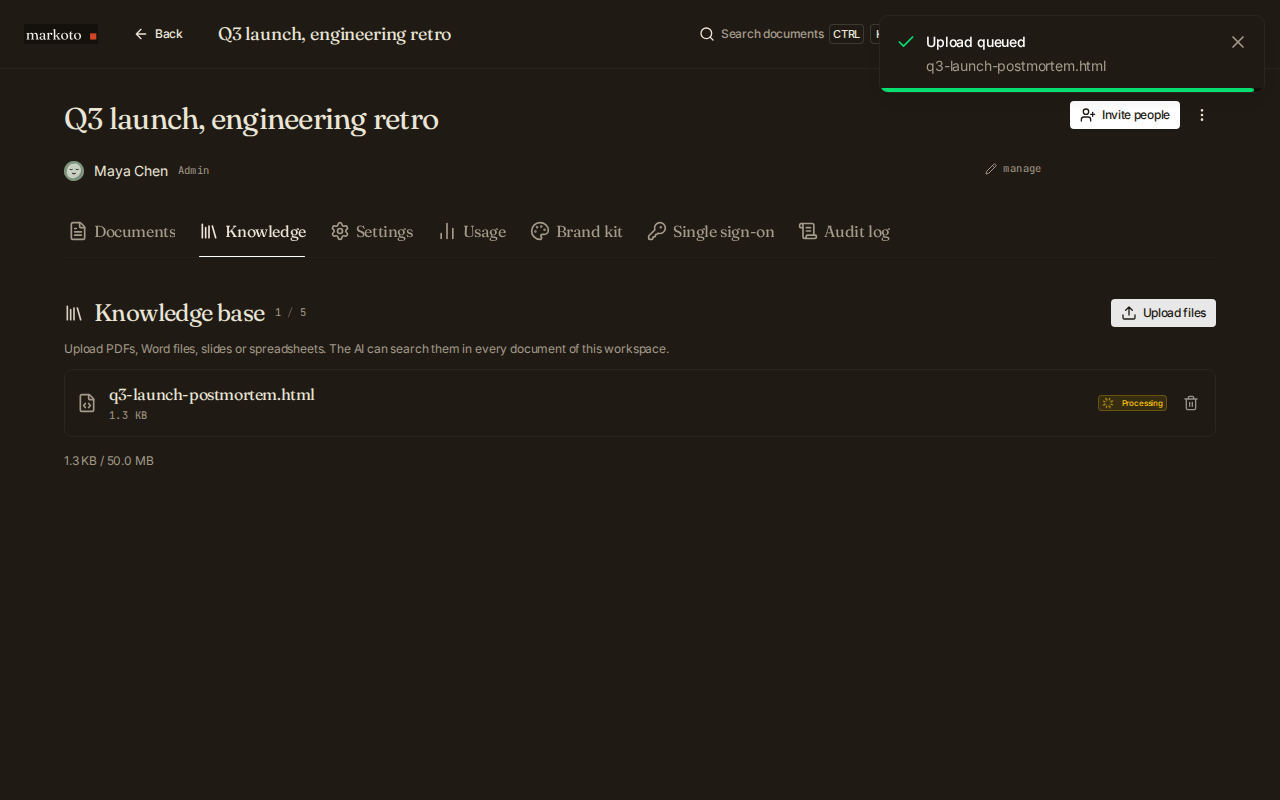 markoto
Back
Q3 launch, engineering retro
Search documents CTRL
Upload queued
q3-launch-postmortem.html
Q3 launch, engineering retro
Invite people
Maya Chen Admin
manage
Documents
Knowledge
Settings
Usage
Brand kit
Single sign-on
Audit log
Knowledge base 1 / 5
Upload files
Upload PDFs, Word files, slides or spreadsheets. The AI can search them in every document of this workspace.
q3-launch-postmortem.html
1.3 KB
Processing
1.3 KB / 50.0 MB